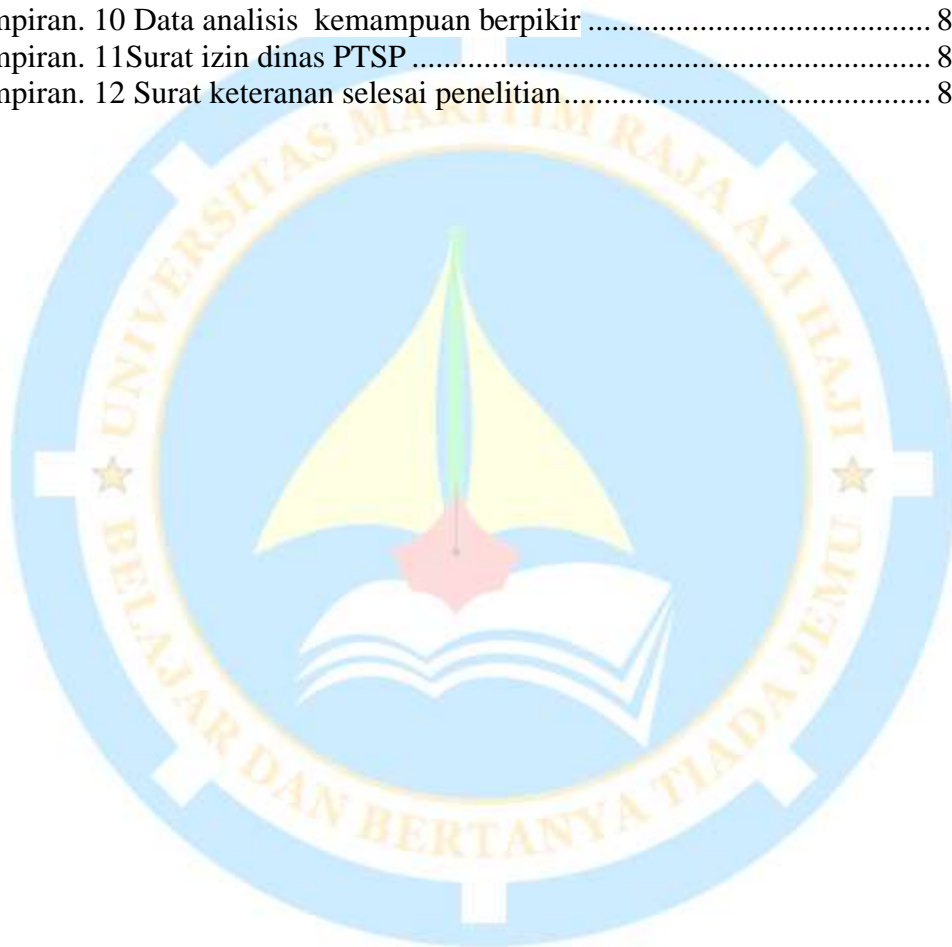 mpiran. 10 Data analisis  kemampuan berpikir ..................................... 8
mpiran. 11Surat izin dinas PTSP ......................................................... 8
mpiran. 12 Surat keteranan selesai penelitian........................................ 8
UNIVERSITAS MARITIM RAJA ALI HAJI
BELAJAR DAN BERTANYA TIADA JEMU